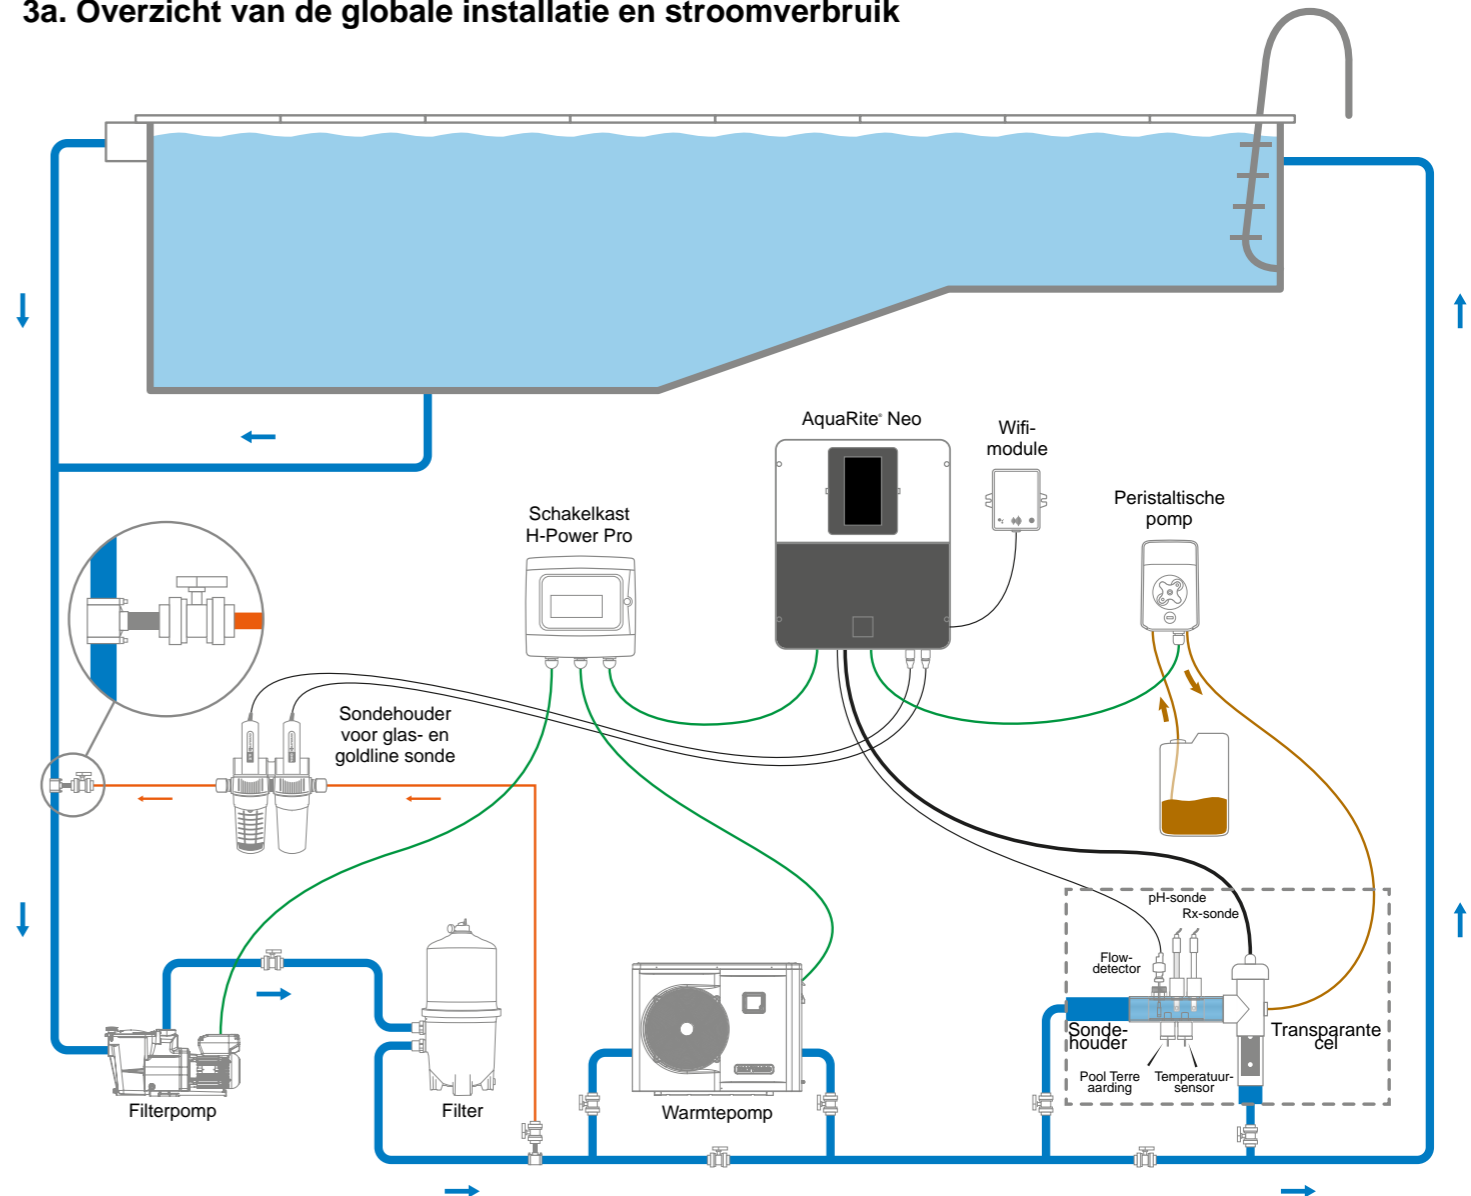 3a. Overzicht van de globale installatie en stroomverbruik
AquaRite® Neo
Wifi-
module
Peristaltische
pomp
Schakelkast
H-Power Pro
Sondehouder
voor glas- en
goldline sonde
pH-sonde
Rx-sonde
Flow-
detector
Sonde-
houder
Transparante
cel
Pool Terre
aarding
Temperatuur-
sensor
Filterpomp
Filter
Warmtepomp